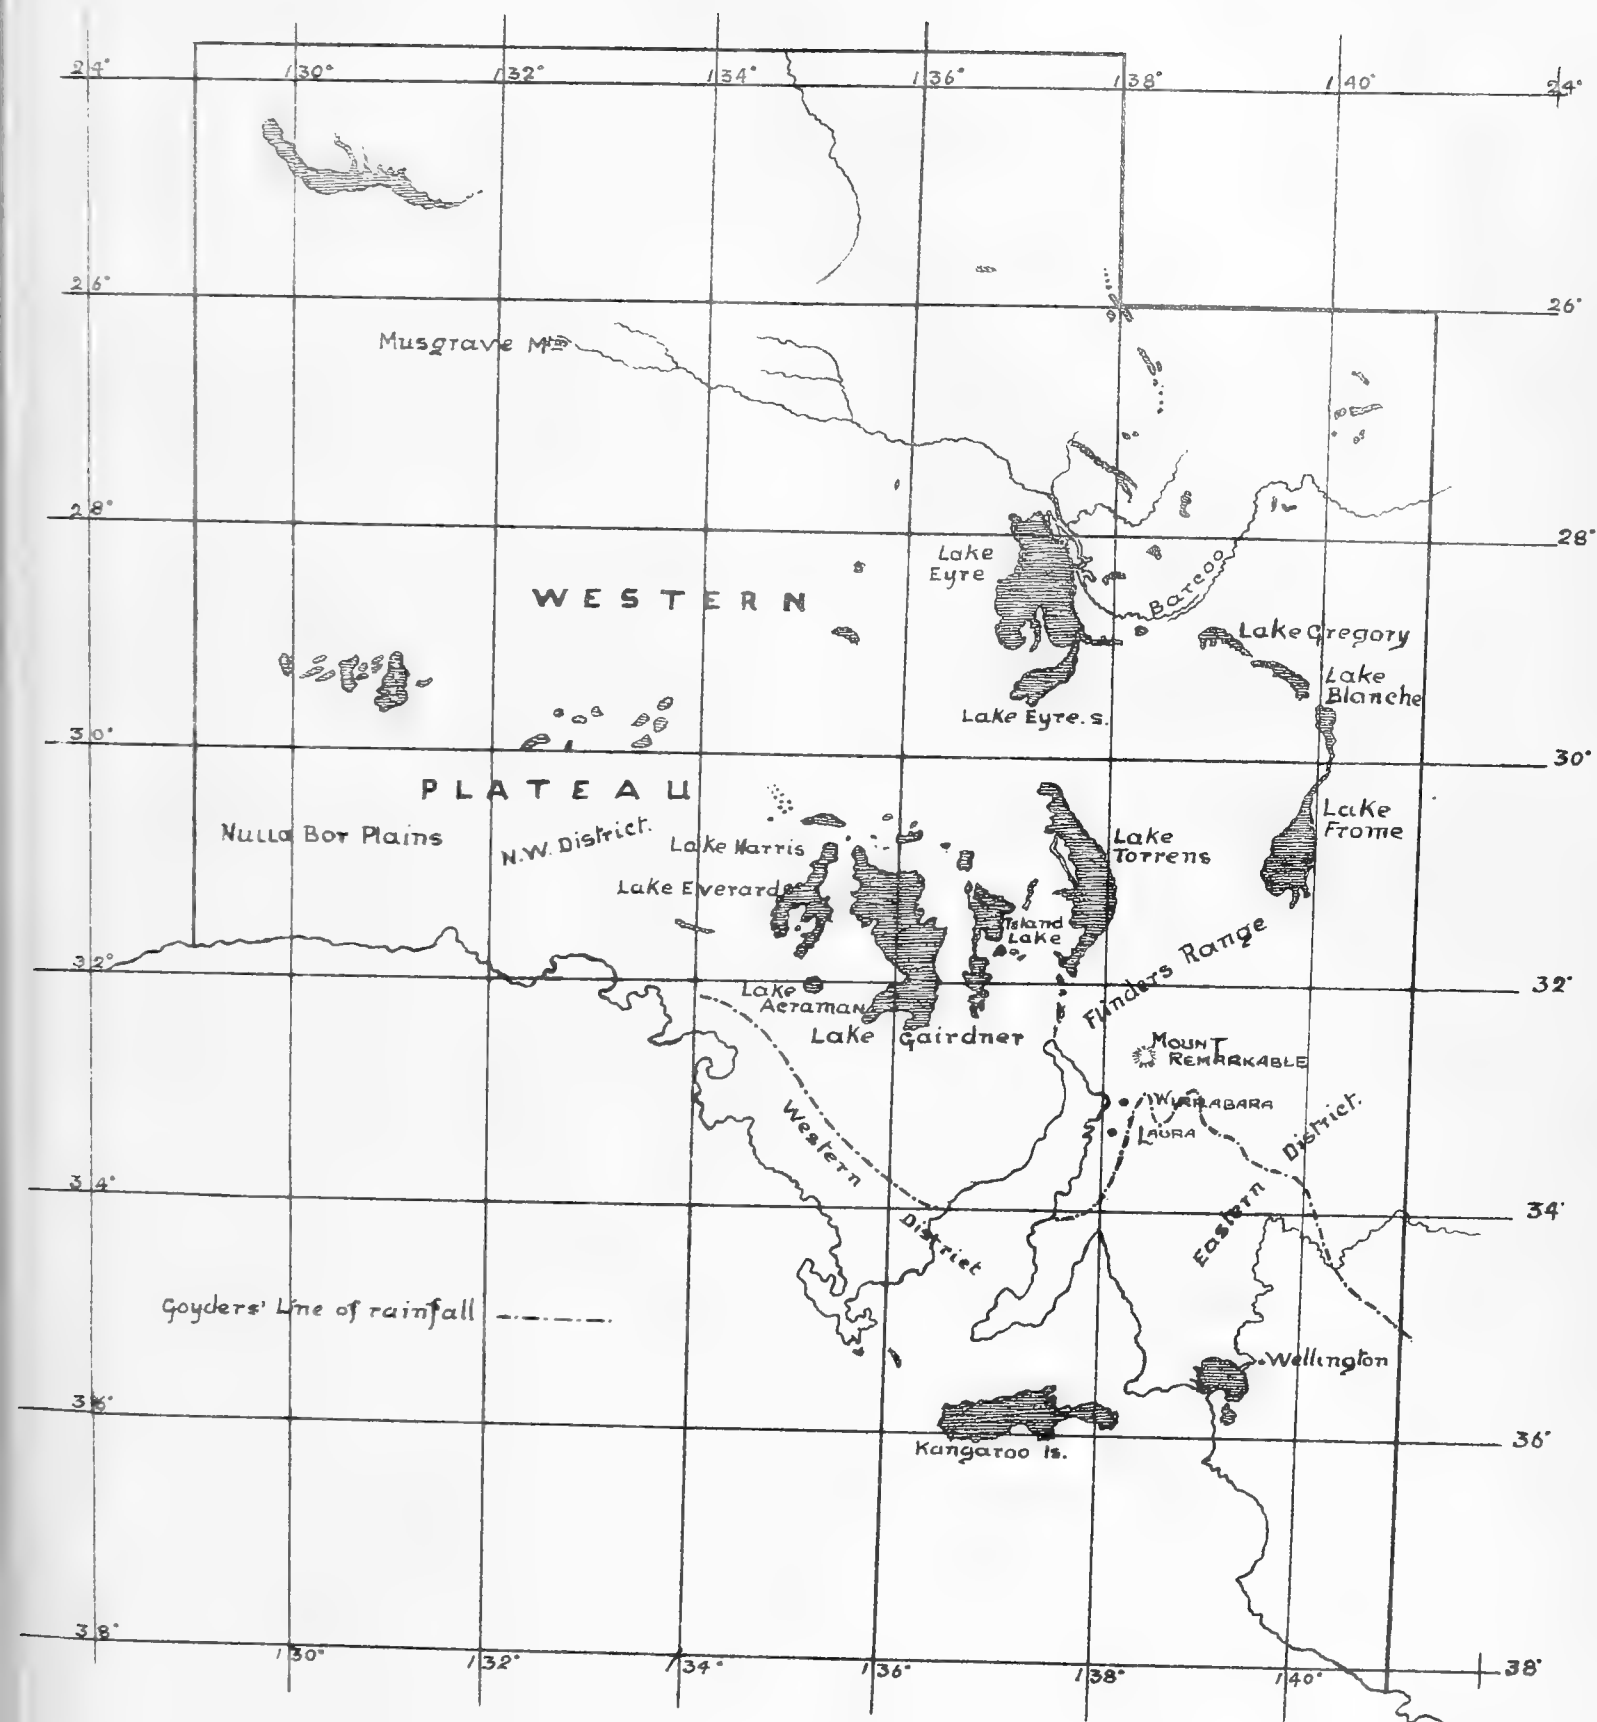 24° 130° 132° 134° 136° 138° 140° 24°
26° 26°
Musgrave Mts
28° 28°
Lake
Eyre
Barcoo
WESTERN
Lake Gregory
Lake
Blanche
Lake Eyre. S.
30° 30°
PLATEAU
Nulla Bor Plains
N.W. District.
Lake Harris
Lake Everard
Lake
Torrens
Lake
Frome
Island
Lake
Flinders Range
32° 32°
Lake
Acraman
Lake Gairdner
MOUNT
REMARKABLE
WIRRABARA
LAURA
Western
District
Eastern
District.
34° 34°
Goyders' Line of rainfall
Wellington
36° 36°
Kangaroo Is.
38° 130° 132° 134° 136° 138° 140° 38°